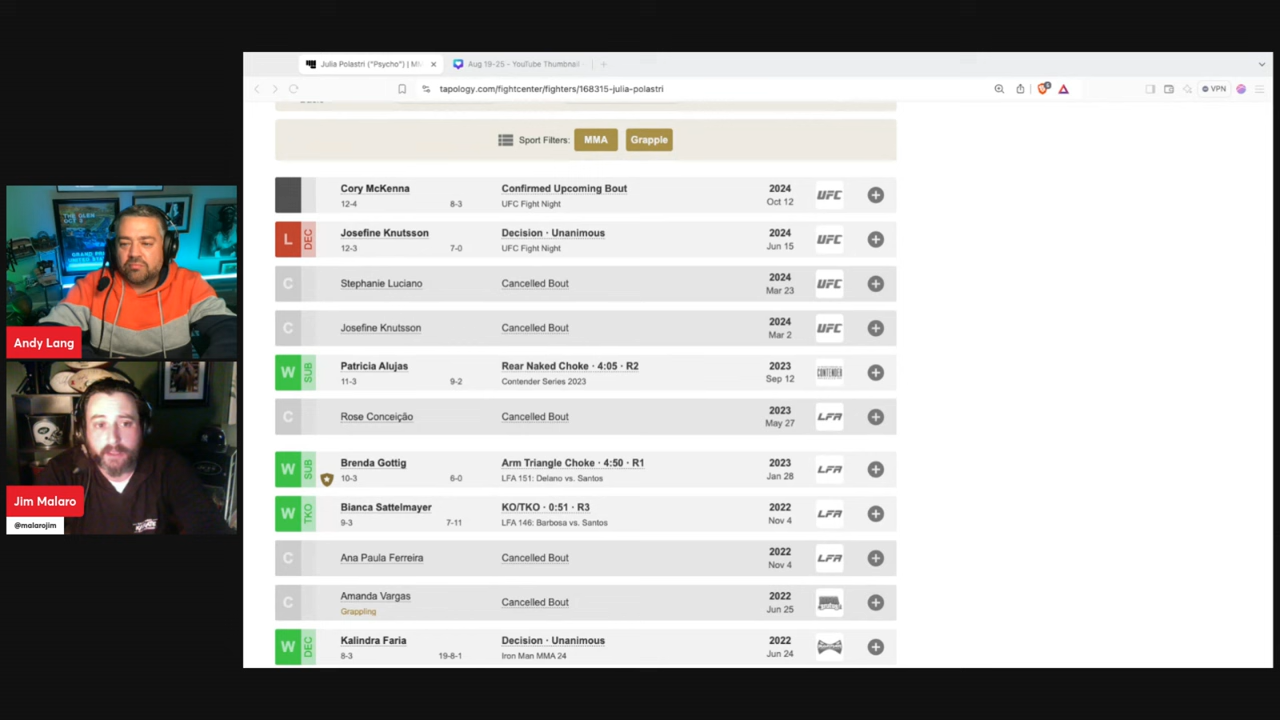 Julia Polastri ("Psycho") | MM
Aug 19-25 - YouTube Thumbnail
tapology.com/fightcenter/fighters/168315-julia-polastri
VPN
Sport Filters:
MMA
Grapple
Cory McKenna
Confirmed Upcoming Bout
2024
12-4
8-3
UFC Fight Night
Oct 12
UFC
L
DEC
Josefine Knutsson
Decision · Unanimous
2024
12-3
7-0
UFC Fight Night
Jun 15
UFC
C
Stephanie Luciano
Cancelled Bout
2024
Mar 23
UFC
C
Josefine Knutsson
Cancelled Bout
2024
Mar 2
UFC
W
SUB
Patricia Alujas
Rear Naked Choke · 4:05 · R2
2023
11-3
9-2
Contender Series 2023
Sep 12
CONTENDER
C
Rose Conceição
Cancelled Bout
2023
May 27
LFA
W
SUB
Brenda Gottig
Arm Triangle Choke · 4:50 · R1
2023
10-3
6-0
LFA 151: Delano vs. Santos
Jan 28
LFA
W
TKO
Bianca Sattelmayer
KO/TKO · 0:51 · R3
2022
9-3
7-11
LFA 146: Barbosa vs. Santos
Nov 4
LFA
C
Ana Paula Ferreira
Cancelled Bout
2022
Nov 4
LFA
C
Amanda Vargas
Grappling
Cancelled Bout
2022
Jun 25
W
DEC
Kalindra Faria
Decision · Unanimous
2022
8-3
19-8-1
Iron Man MMA 24
Jun 24
Andy Lang
Jim Malaro
@malarojim